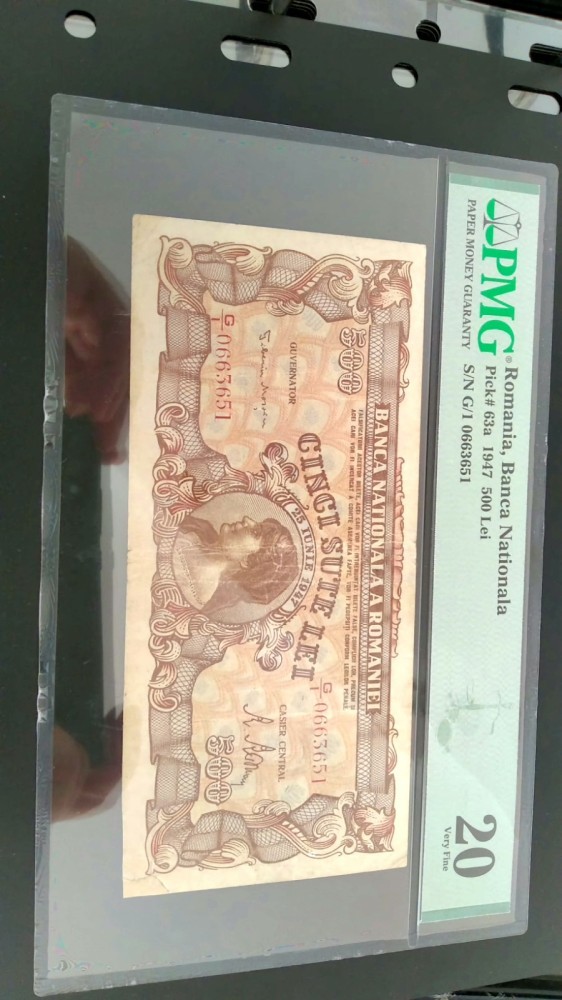 PMG®
PAPER MONEY GUARANTY
Romania, Banca Nationala
Pick# 63a 1947 500 Lei
S/N G/1 0663651
20
Very Fine
BANCA NATIONALA A ROMANIEI
500
CINCI SUTE LEI
25 IUNIE 1947
G/1 0663651
GUVERNATOR
G/1 0663651
CASIER CENTRAL
500